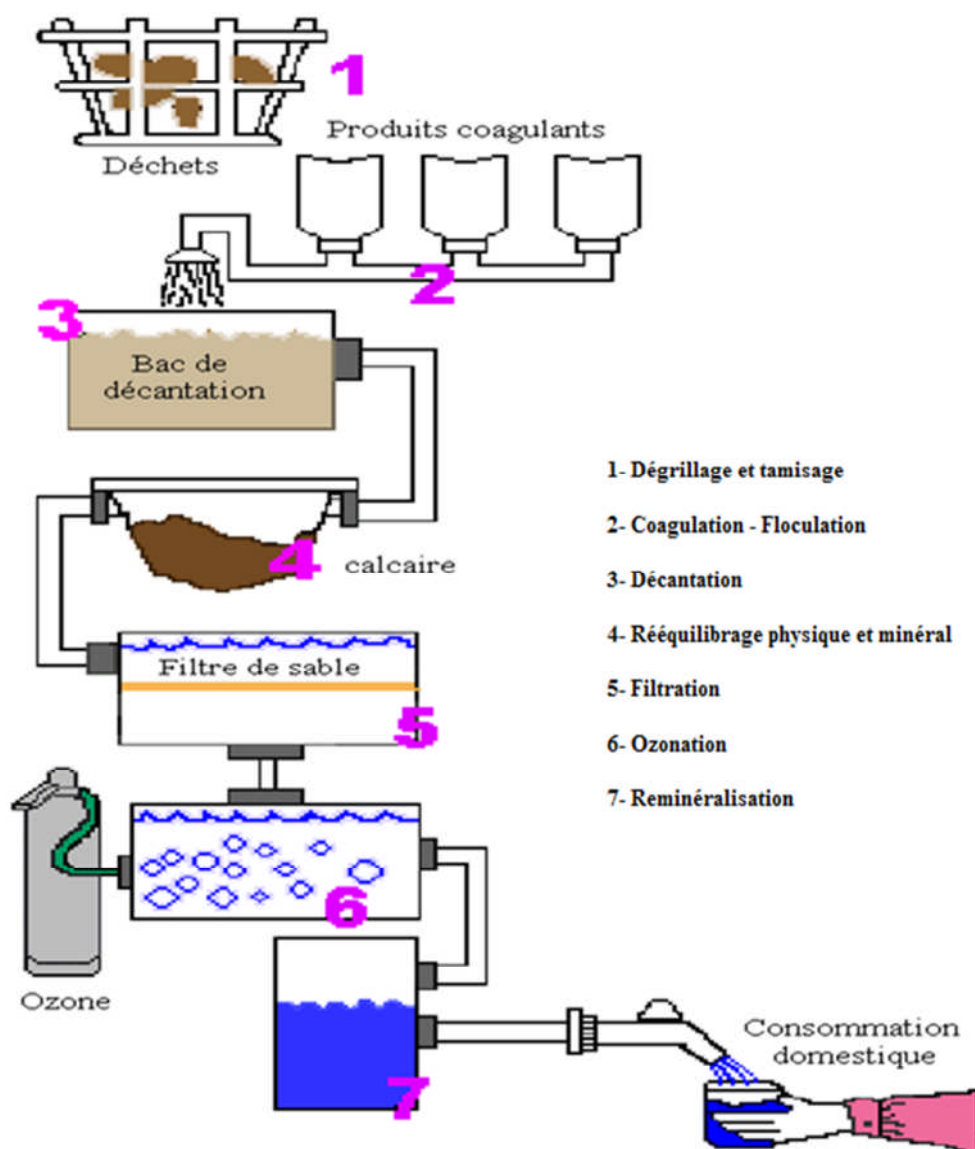 1
Produits coagulants
Déchets
2
3
Bac de
décantation
4
calcaire
Filtre de sable
5
6
Ozone
7
Consommation
domestique
1- Dégrillage et tamisage
2- Coagulation - Floculation
3- Décantation
4- Rééquilibrage physique et minéral
5- Filtration
6- Ozonation
7- Reminéralisation